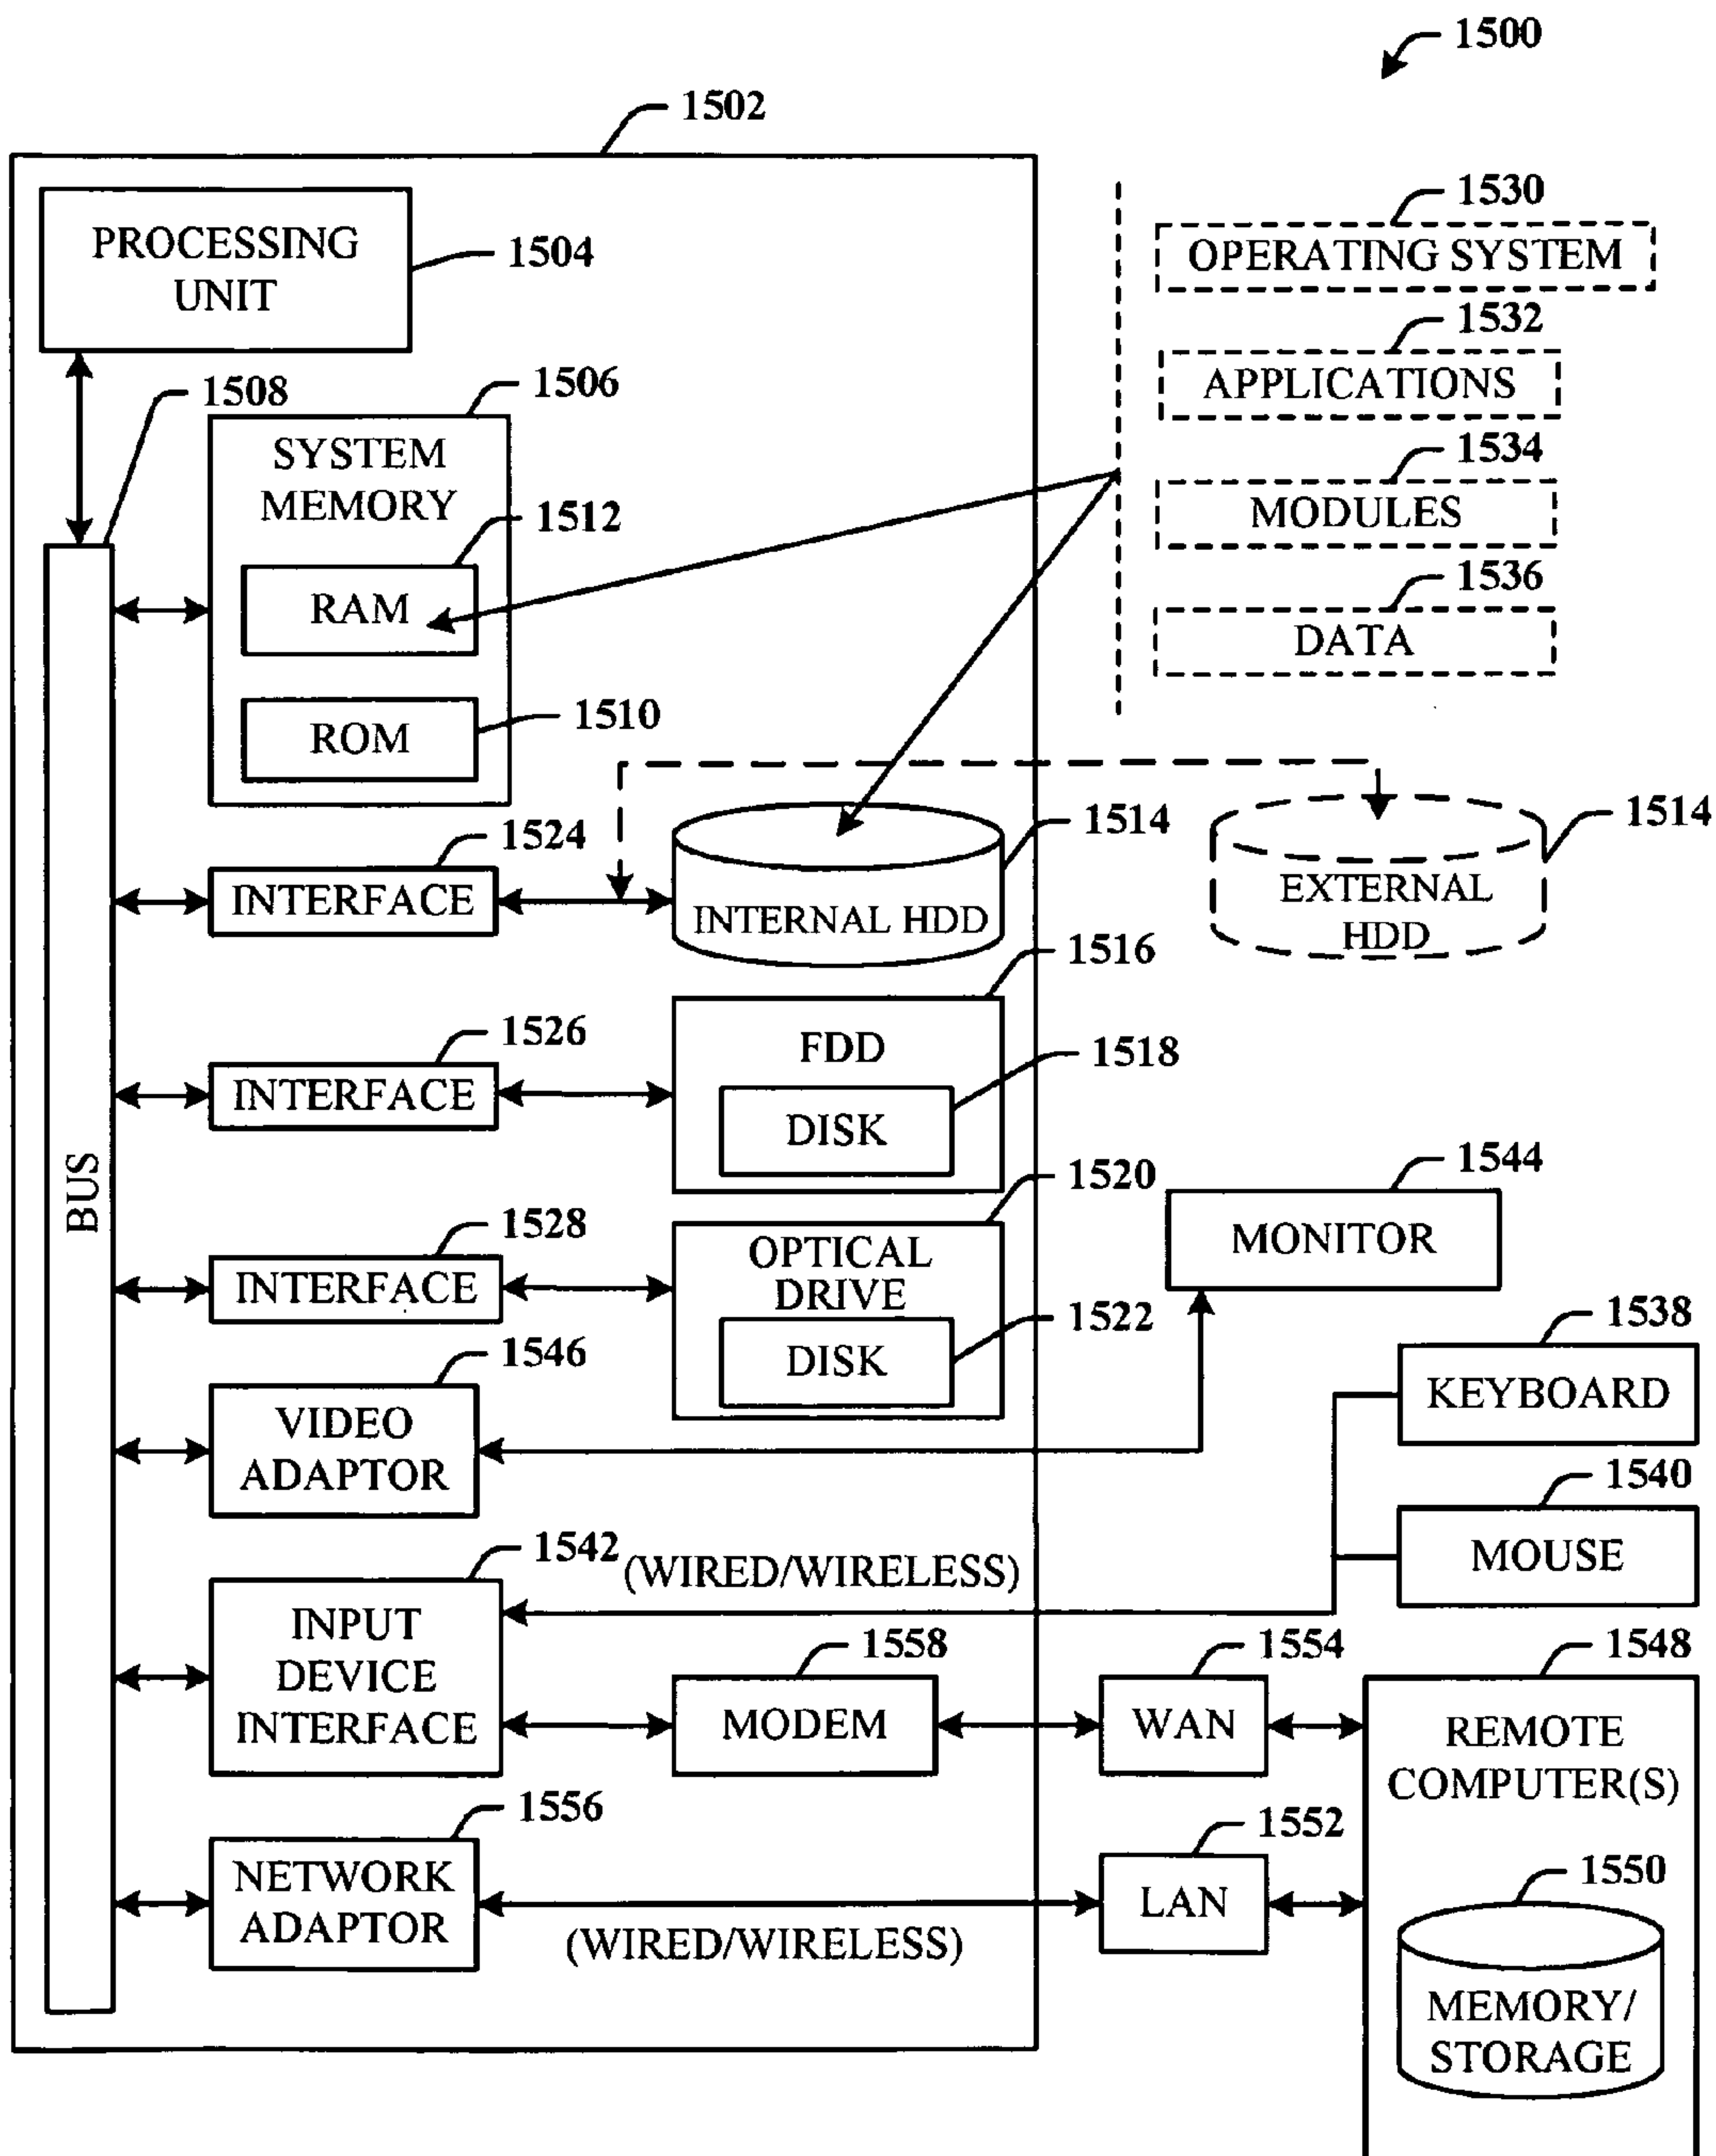 1500
1502
PROCESSING
UNIT
1504
1530
OPERATING SYSTEM
1532
APPLICATIONS
1534
MODULES
1536
DATA
1508
1506
SYSTEM
MEMORY
1512
RAM
1510
ROM
1524
INTERFACE
1514
INTERNAL HDD
1514
EXTERNAL
HDD
1516
FDD
1518
DISK
1526
INTERFACE
BUS
1520
OPTICAL
DRIVE
1522
DISK
1528
INTERFACE
1544
MONITOR
1546
VIDEO
ADAPTOR
1538
KEYBOARD
1540
MOUSE
1542
(WIRED/WIRELESS)
INPUT
DEVICE
INTERFACE
1558
MODEM
1554
WAN
1548
REMOTE
COMPUTER(S)
1556
NETWORK
ADAPTOR
(WIRED/WIRELESS)
1552
LAN
1550
MEMORY/
STORAGE